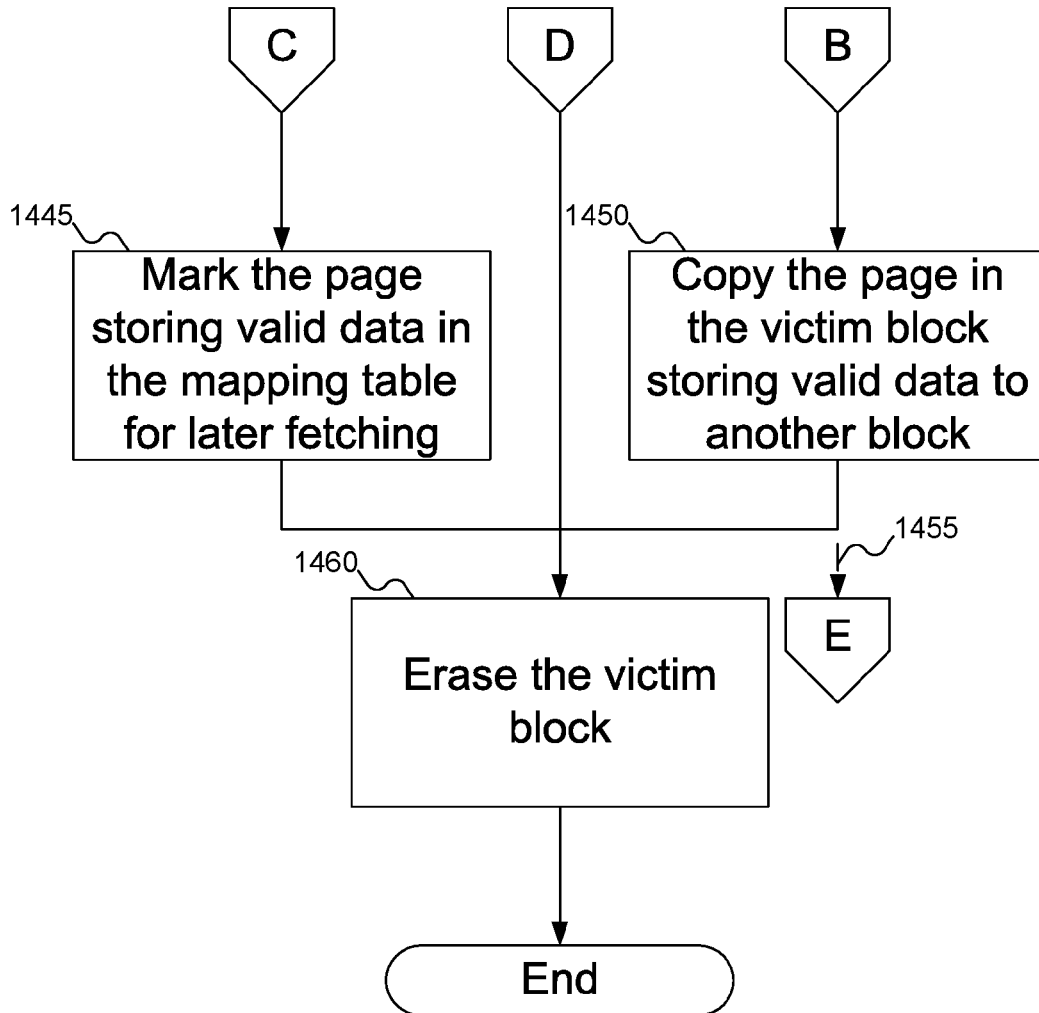 C
D
B
1445
1450
Mark the page
storing valid data in
the mapping table
for later fetching
Copy the page in
the victim block
storing valid data to
another block
1455
1460
E
Erase the victim
block
End